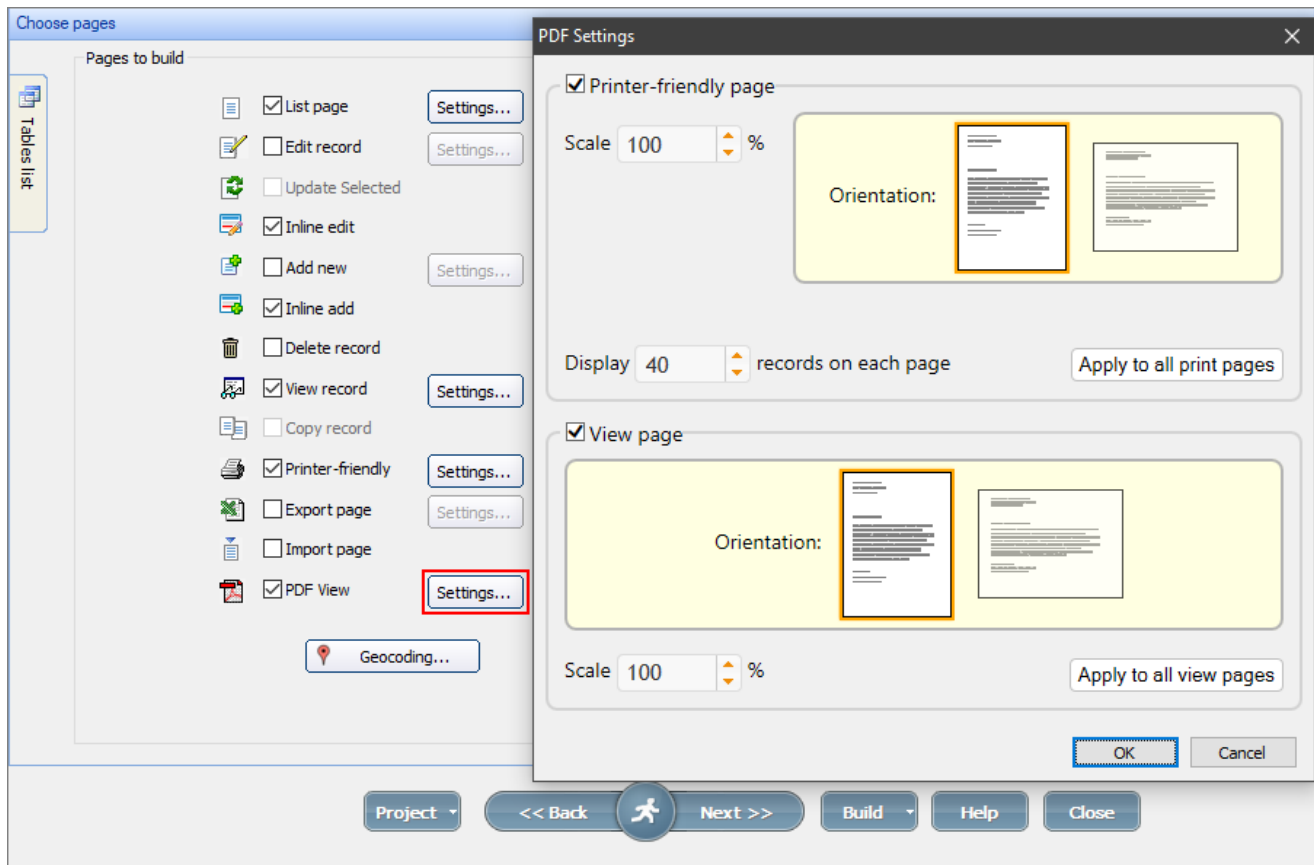 Choose pages
Pages to build
Tables list
List page Settings...
Edit record Settings...
Update Selected
Inline edit
Add new Settings...
Inline add
Delete record
View record Settings...
Copy record
Printer-friendly Settings...
Export page Settings...
Import page
PDF View Settings...
Geocoding...
PDF Settings
Printer-friendly page
Scale 100 %
Orientation:
Display 40 records on each page Apply to all print pages
View page
Orientation:
Scale 100 % Apply to all view pages
OK Cancel
Project << Back Next >> Build Help Close